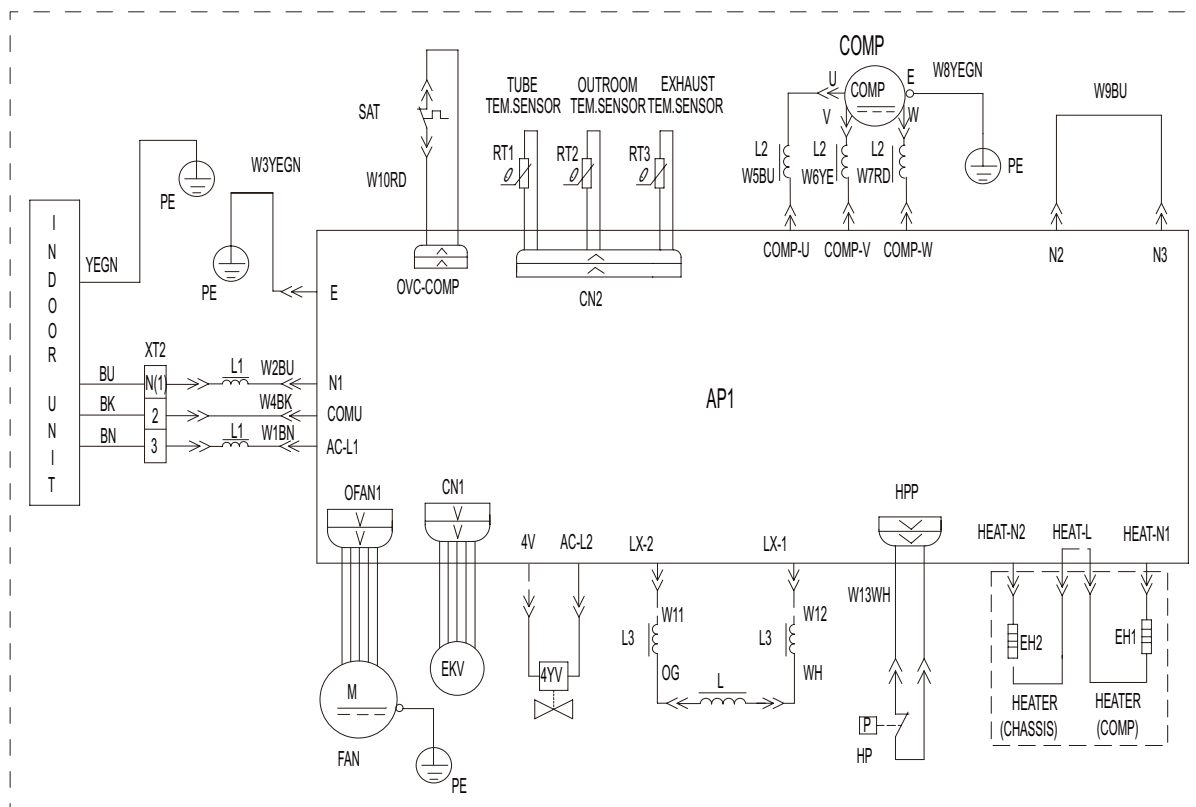 COMP
TUBE
TEM.SENSOR
OUTROOM
TEM.SENSOR
EXHAUST
TEM.SENSOR
SAT
W10RD
RT1
RT2
RT3
U
COMP
E
W8YEGN
V
W
L2
W5BU
L2
W6YE
L2
W7RD
PE
W9BU
PE
W3YEGN
PE
INDOOR UNIT
YEGN
E
OVC-COMP
CN2
COMP-U
COMP-V
COMP-W
N2
N3
XT2
BU
N(1)
L1
W2BU
N1
BK
2
W4BK
COMU
BN
3
L1
W1BN
AC-L1
AP1
OFAN1
CN1
4V
AC-L2
LX-2
LX-1
HPP
HEAT-N2
HEAT-L
HEAT-N1
W13WH
W11
W12
L3
L3
OG
WH
L
M
FAN
PE
EKV
4YV
P
HP
EH2
EH1
HEATER
(CHASSIS)
HEATER
(COMP)